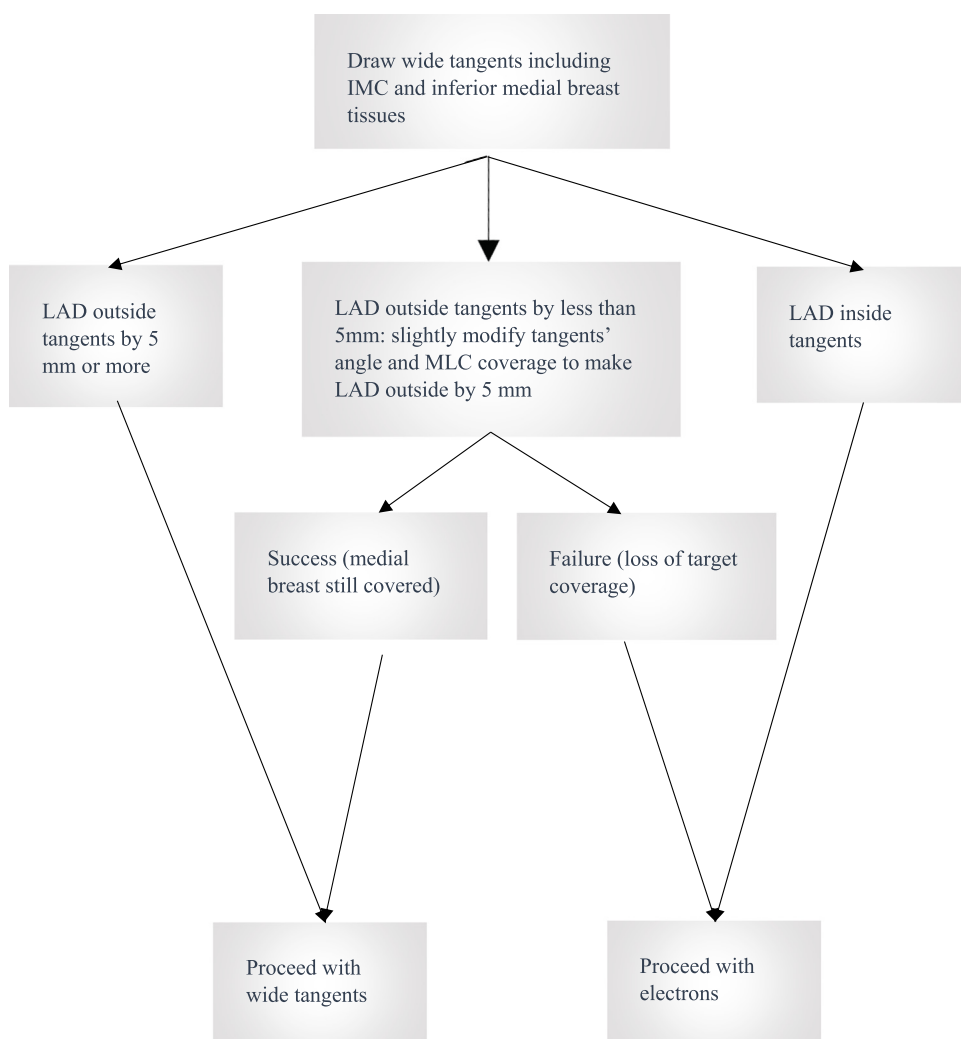 Draw wide tangents including
IMC and inferior medial breast
tissues
LAD outside
tangents by 5
mm or more
LAD outside tangents by less than
5mm: slightly modify tangents’
angle and MLC coverage to make
LAD outside by 5 mm
LAD inside
tangents
Success (medial
breast still covered)
Failure (loss of target
coverage)
Proceed with
wide tangents
Proceed with
electrons